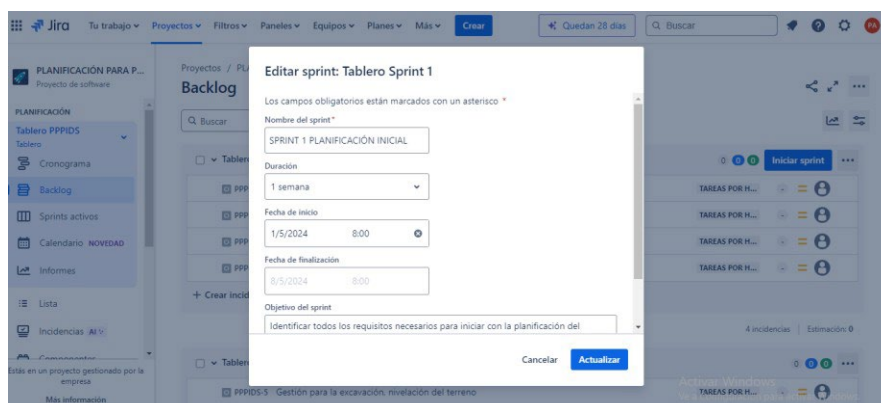 Jira Tu trabajo Proyectos Filtros Paneles Equipos Planes Más Crear Quedan 28 días Buscar PA
PLANIFICACIÓN PARA P...
Proyecto de software
PLANIFICACIÓN
Tablero PPPIDS
Tablero
Cronograma
Backlog
Sprints activos
Calendario NOVEDAD
Informes
Lista
Incidencias
Componentes
Estás en un proyecto gestionado por la
empresa
Más información
Proyectos / PL
Backlog
Buscar
Tabler
0 0 0 Iniciar sprint
PPP TAREAS POR H...
PPP TAREAS POR H...
PPP TAREAS POR H...
PPP TAREAS POR H...
+ Crear incid
4 incidencias Estimación: 0
Tabler
0 0 0
PPPIDS-5 Gestión para la excavación, nivelación del terreno TAREAS POR H...
Editar sprint: Tablero Sprint 1
Los campos obligatorios están marcados con un asterisco *
Nombre del sprint*
SPRINT 1 PLANIFICACIÓN INICIAL
Duración
1 semana
Fecha de inicio
1/5/2024 8:00
Fecha de finalización
8/5/2024 8:00
Objetivo del sprint
Identificar todos los requisitos necesarios para iniciar con la planificación del
Cancelar Actualizar
Activar Windows